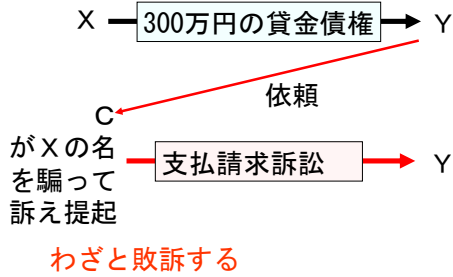 X 300万円の貸金債権 Y
依頼
C
がXの名
を騙って
訴え提起
支払請求訴訟 Y
わざと敗訴する